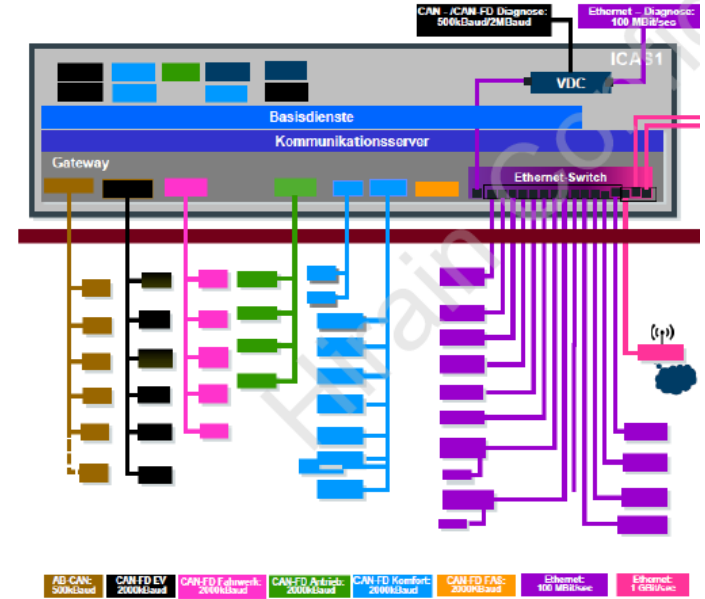 CAN - /CAN-FD Diagnose:
500kBaud/2MBaud
Ethernet – Diagnose:
100 MBit/sec
ICAS1
VDC
Basisdienste
Kommunikationsserver
Gateway
Ethernet-Switch
AB-CAN:
500kBaud
CAN-FD EV
2000kBaud
CAN-FD Fahrwerk:
2000kBaud
CAN-FD Antrieb:
2000kBaud
CAN-FD Komfort:
2000kBaud
CAN-FD FAS:
2000KBaud
Ethernet:
100 MBit/sec
Ethernet:
1 GBit/sec
Hirain Confi